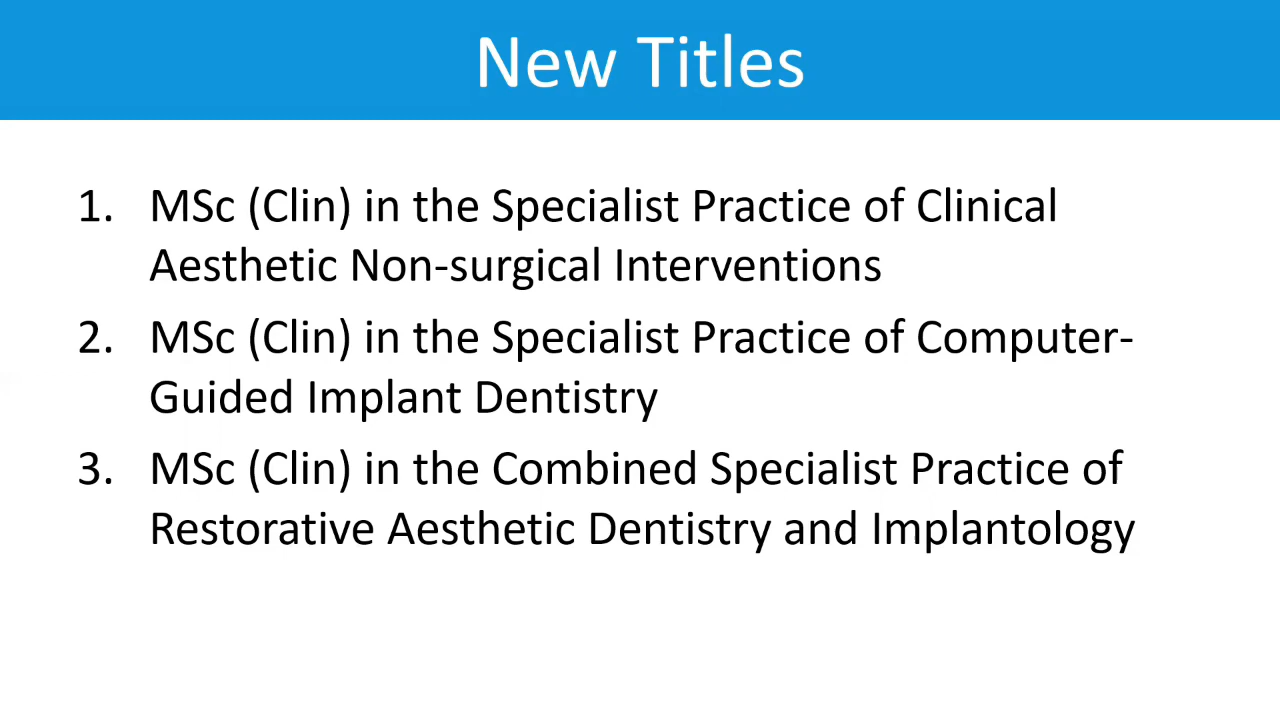 New Titles
1. MSc (Clin) in the Specialist Practice of Clinical
Aesthetic Non-surgical Interventions
2. MSc (Clin) in the Specialist Practice of Computer-
Guided Implant Dentistry
3. MSc (Clin) in the Combined Specialist Practice of
Restorative Aesthetic Dentistry and Implantology